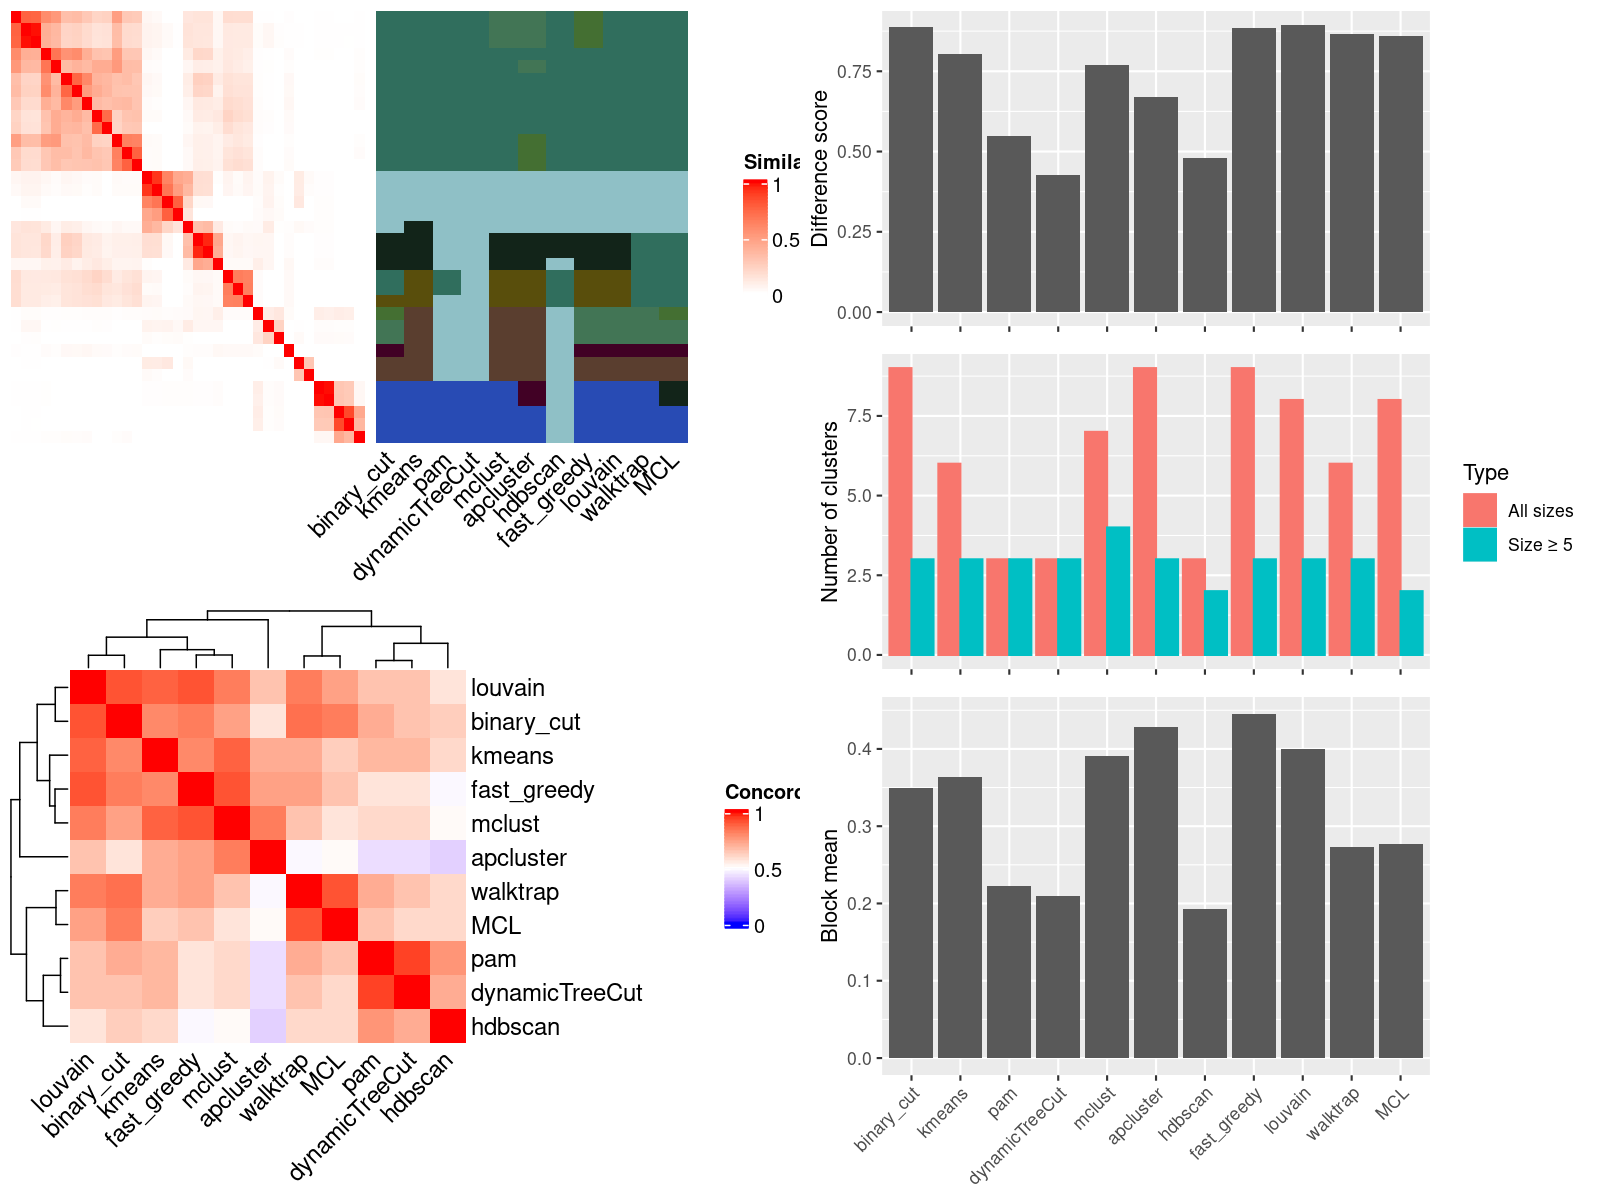 Simila
1
0.5
0
binary_cut
kmeans
pam
dynamicTreeCut
mclust
apcluster
hdbscan
fast_greedy
louvain
walktrap
MCL
louvain
binary_cut
kmeans
fast_greedy
mclust
apcluster
walktrap
MCL
pam
dynamicTreeCut
hdbscan
louvain
binary_cut
kmeans
fast_greedy
mclust
apcluster
walktrap
MCL
pam
dynamicTreeCut
hdbscan
Concord
1
0.5
0
Difference score
0.75
0.50
0.25
0.00
Number of clusters
7.5
5.0
2.5
0.0
Type
All sizes
Size ≥ 5
Block mean
0.4
0.3
0.2
0.1
0.0
binary_cut
kmeans
pam
dynamicTreeCut
mclust
apcluster
hdbscan
fast_greedy
louvain
walktrap
MCL